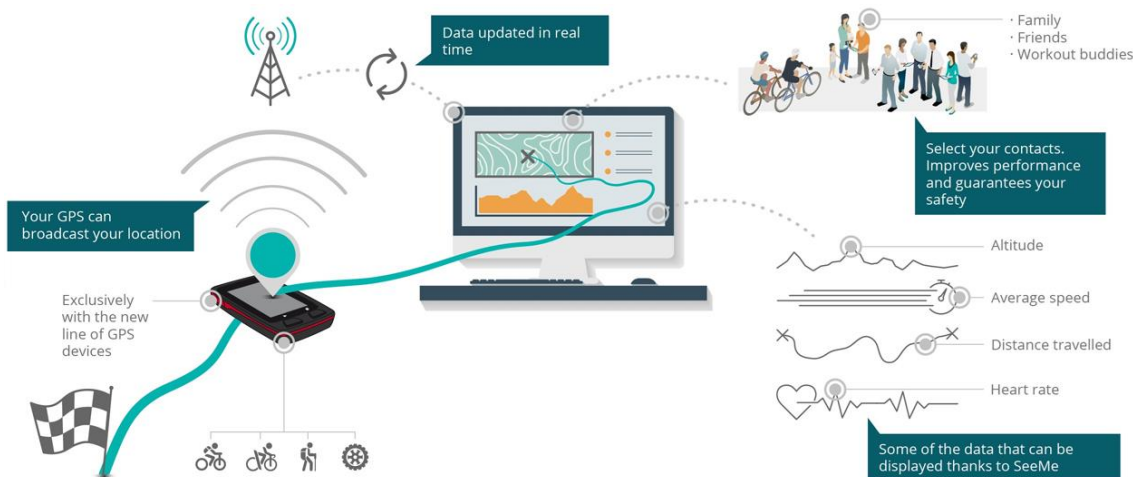 Data updated in real
time
· Family
· Friends
· Workout buddies
Select your contacts.
Improves performance
and guarantees your
safety
Your GPS can
broadcast your location
Exclusively
with the new
line of GPS
devices
Altitude
Average speed
Distance travelled
Heart rate
Some of the data that can be
displayed thanks to SeeMe